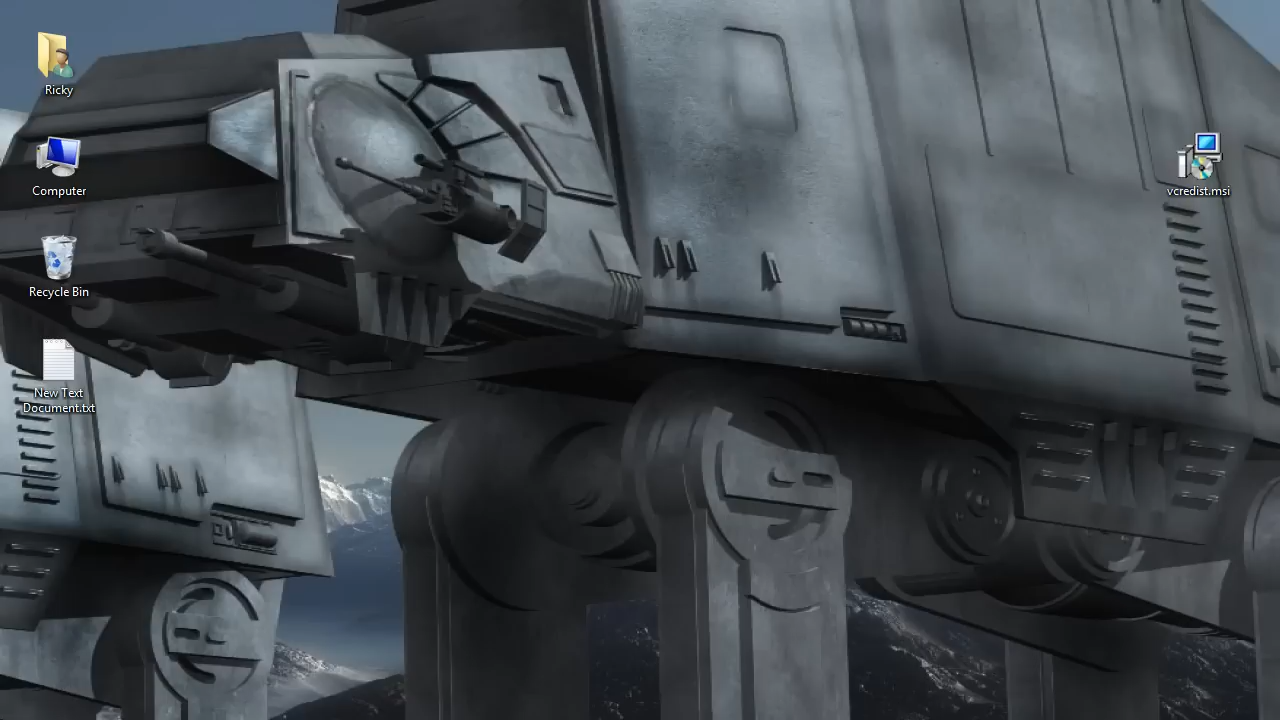 Ricky
Computer
Recycle Bin
New Text
Document.txt
vcredist.msi